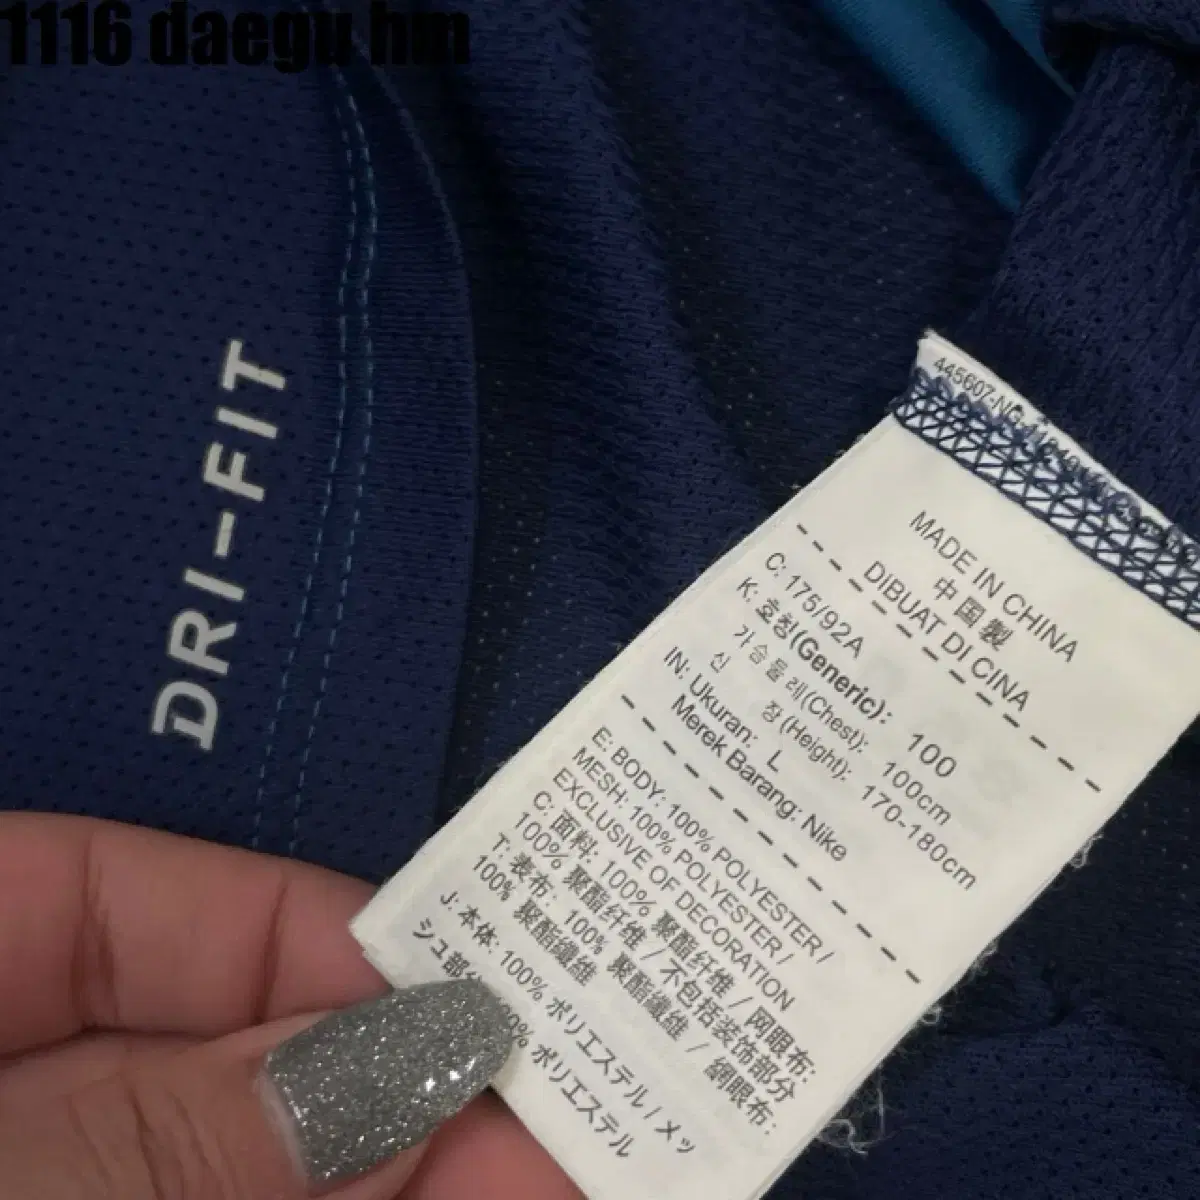 1116 daegu hm
DRI-FIT
MADE IN CHINA
中国製
DIBUAT DI CINA
C: 175/92A
K: 호칭(Generic): 100
가슴둘레(Chest): 100cm
신 장(Height): 170-180cm
IN: Ukuran: L
Merek Barang: Nike
E: BODY: 100% POLYESTER/
MESH: 100% POLYESTER/
EXCLUSIVE OF DECORATION
C: 面料: 100% 聚酯纤维 / 网眼布:
100% 聚酯纤维 / 不包括装饰部分
T: 表布: 100% 聚酯纖維 / 網眼布:
100% 聚酯纖維
J: 本体: 100% ポリエステル / メッ
シュ部分 ポリエステル